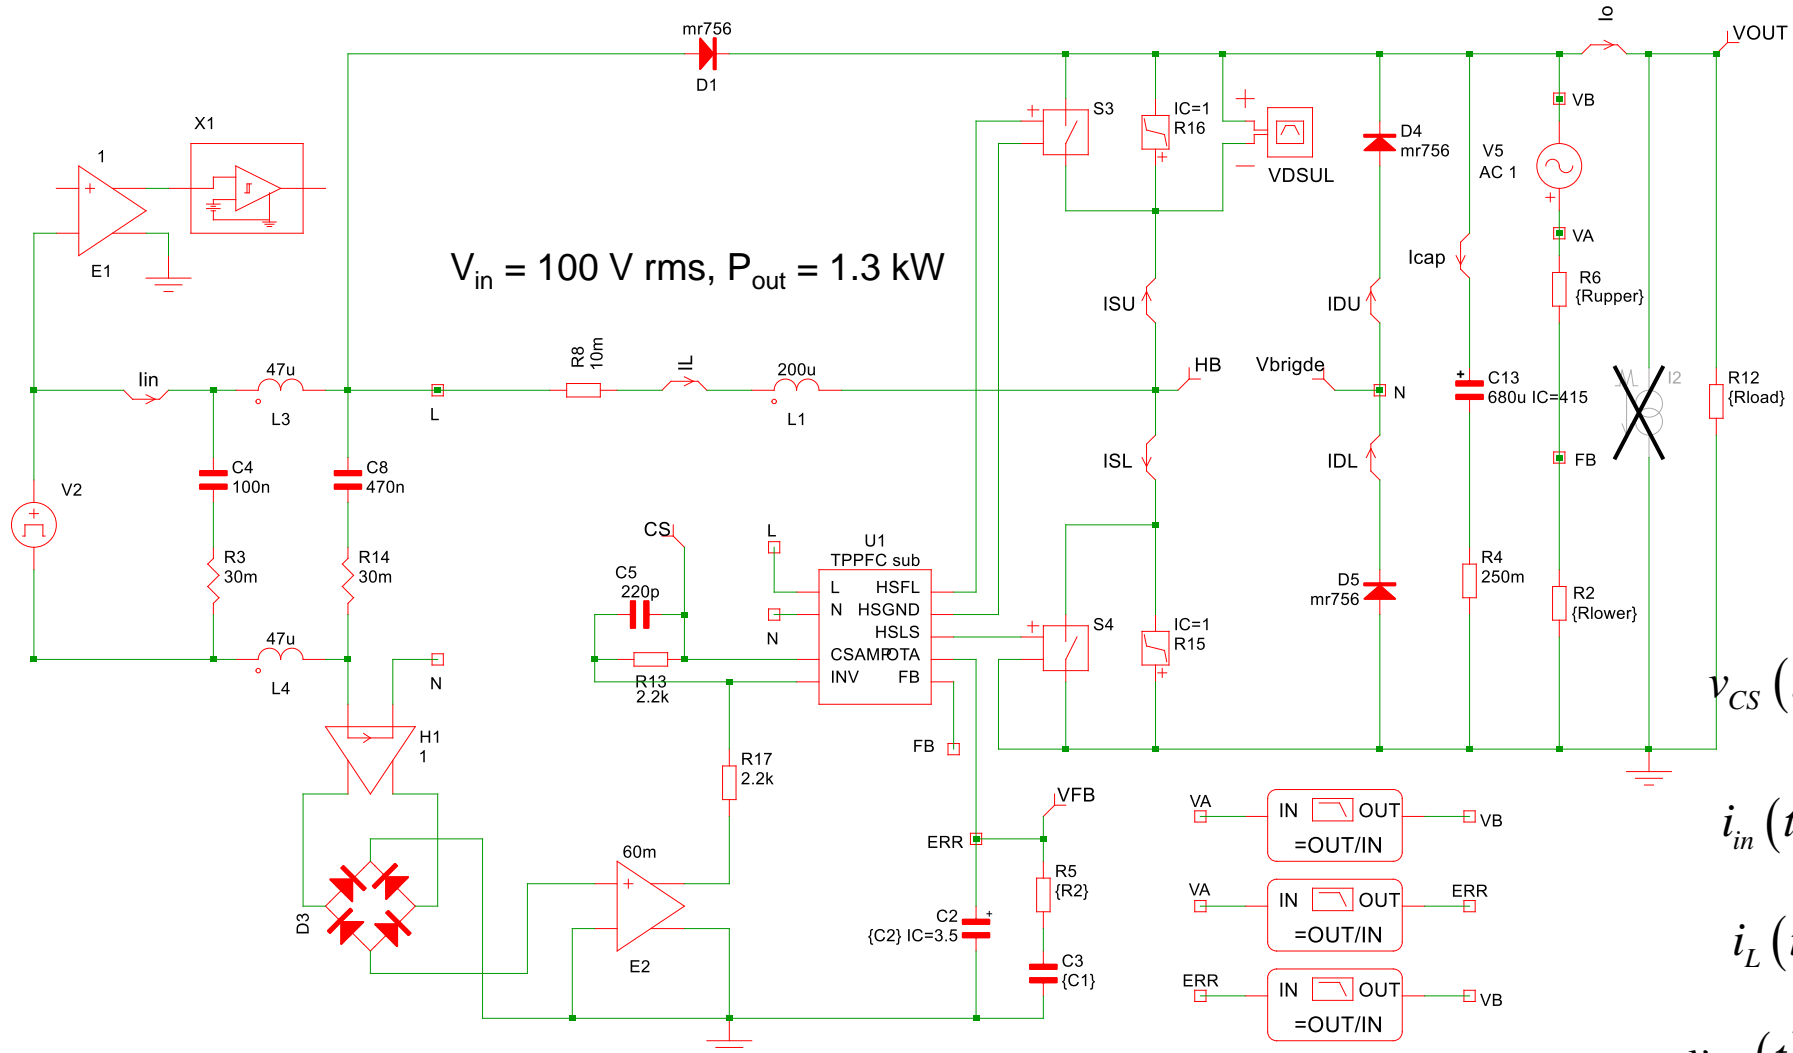 Io
mr756
VOUT
D1
VB
S3
IC=1
R16
X1
D4
mr756
V5
AC 1
1
VDSUL
VA
E1
V_in = 100 V rms, P_out = 1.3 kW
Icap
R6
{Rupper}
ISU
IDU
R8
10m
IL
47u
200u
HB
Vbrigde
Iin
N
C13
680u IC=415
I2
R12
{Rload}
L3
L
L1
C4
100n
C8
470n
ISL
IDL
FB
V2
CS
L
U1
TPPFC sub
R3
30m
R14
30m
C5
220p
L HSFL
N HSGND
HSLS
CSAMP OTA
INV FB
N
D5
mr756
R4
250m
R2
{Rlower}
S4
IC=1
R15
47u
R13
2.2k
L4
N
v_CS (
H1
1
FB
R17
2.2k
VFB
VA
IN OUT
=OUT/IN
VB
i_in (t
ERR
60m
R5
{R2}
VA
IN OUT
=OUT/IN
ERR
D3
C2
{C2} IC=3.5
i_L (
E2
C3
{C1}
ERR
IN OUT
=OUT/IN
VB